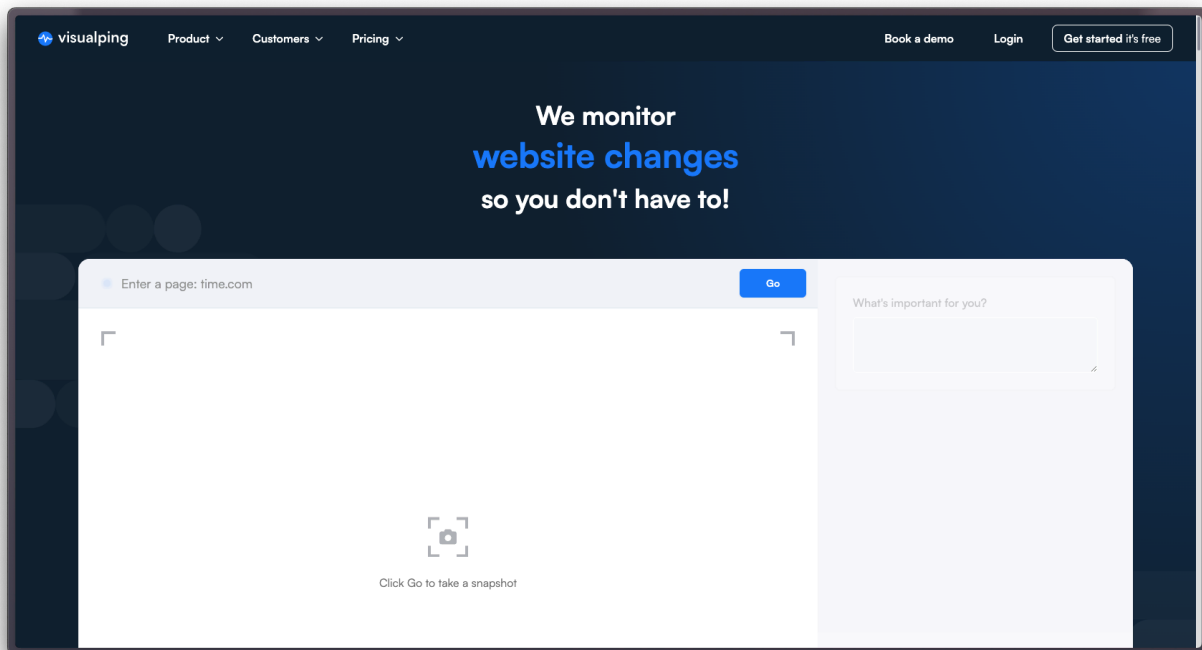 visualping
Product
Customers
Pricing
Book a demo
Login
Get started it's free
We monitor
website changes
so you don't have to!
Enter a page: time.com
Go
What's important for you?
Click Go to take a snapshot